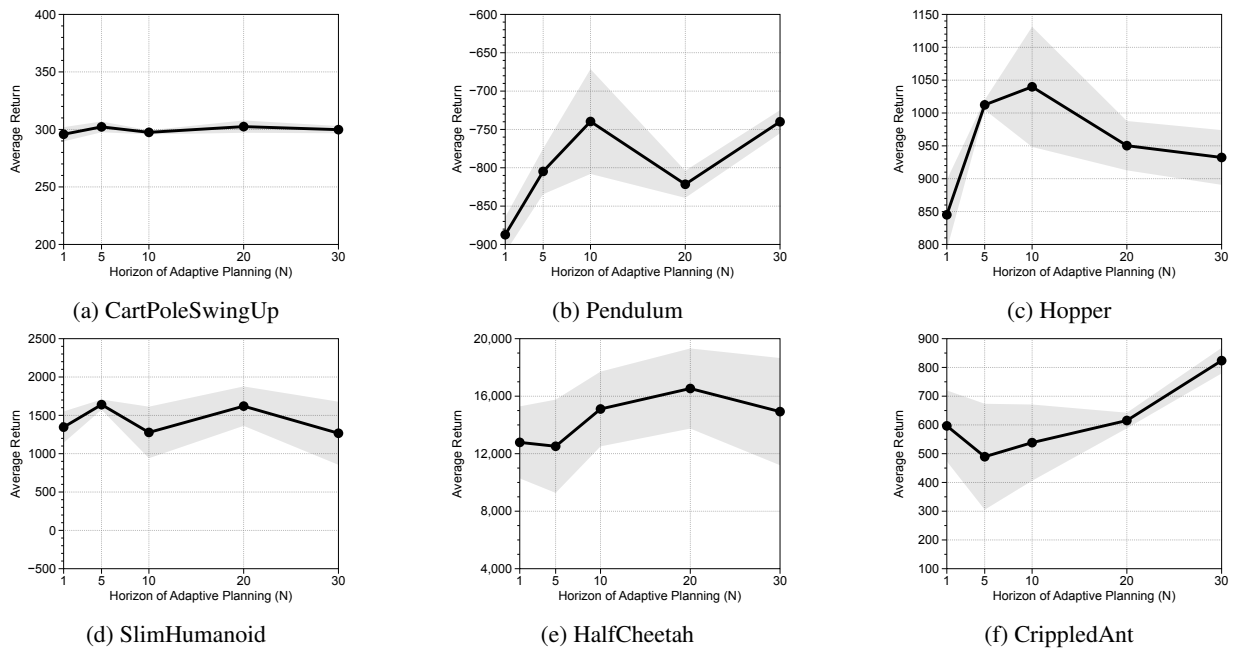 400
350
300
250
200
Average Return
1 5 10 20 30
Horizon of Adaptive Planning (N)
(a) CartPoleSwingUp
−600
−650
−700
−750
−800
−850
−900
Average Return
1 5 10 20 30
Horizon of Adaptive Planning (N)
(b) Pendulum
1150
1100
1050
1000
950
900
850
800
Average Return
1 5 10 20 30
Horizon of Adaptive Planning (N)
(c) Hopper
2500
2000
1500
1000
500
0
−500
Average Return
1 5 10 20 30
Horizon of Adaptive Planning (N)
(d) SlimHumanoid
20,000
16,000
12,000
8,000
4,000
Average Return
1 5 10 20 30
Horizon of Adaptive Planning (N)
(e) HalfCheetah
900
800
700
600
500
400
300
200
100
Average Return
1 5 10 20 30
Horizon of Adaptive Planning (N)
(f) CrippledAnt